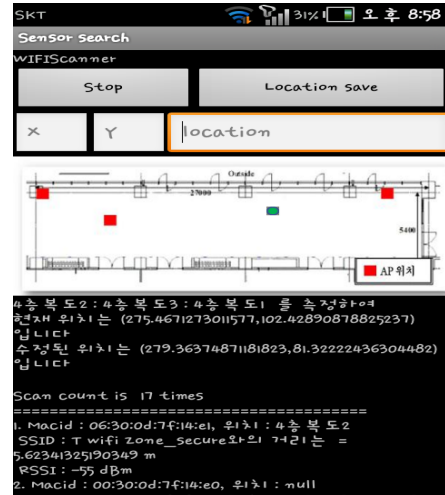 SKT 31% 오후 8:58
Sensor Search
WIFIScanner
Stop Location Save
X Y location
Outside
27000
5400
AP 위치
4층복도2:4층복도3:4층복도1 를 측정하여
현재 위치는 (275.4671273011577,102.42890878825237)
입니다
수정된 위치는 (279.36374871181823,81.32222436304482)
입니다
Scan count is 17 times
=======================================
1. Macid : 06:30:0d:7f:14:e1, 위치 : 4층복도2
SSID : T wifi zone_secure와의 거리는 =
5.62341325190349 m
RSSI : -55 dBm
2. Macid : 00:30:0d:7f:14:e0, 위치 : null